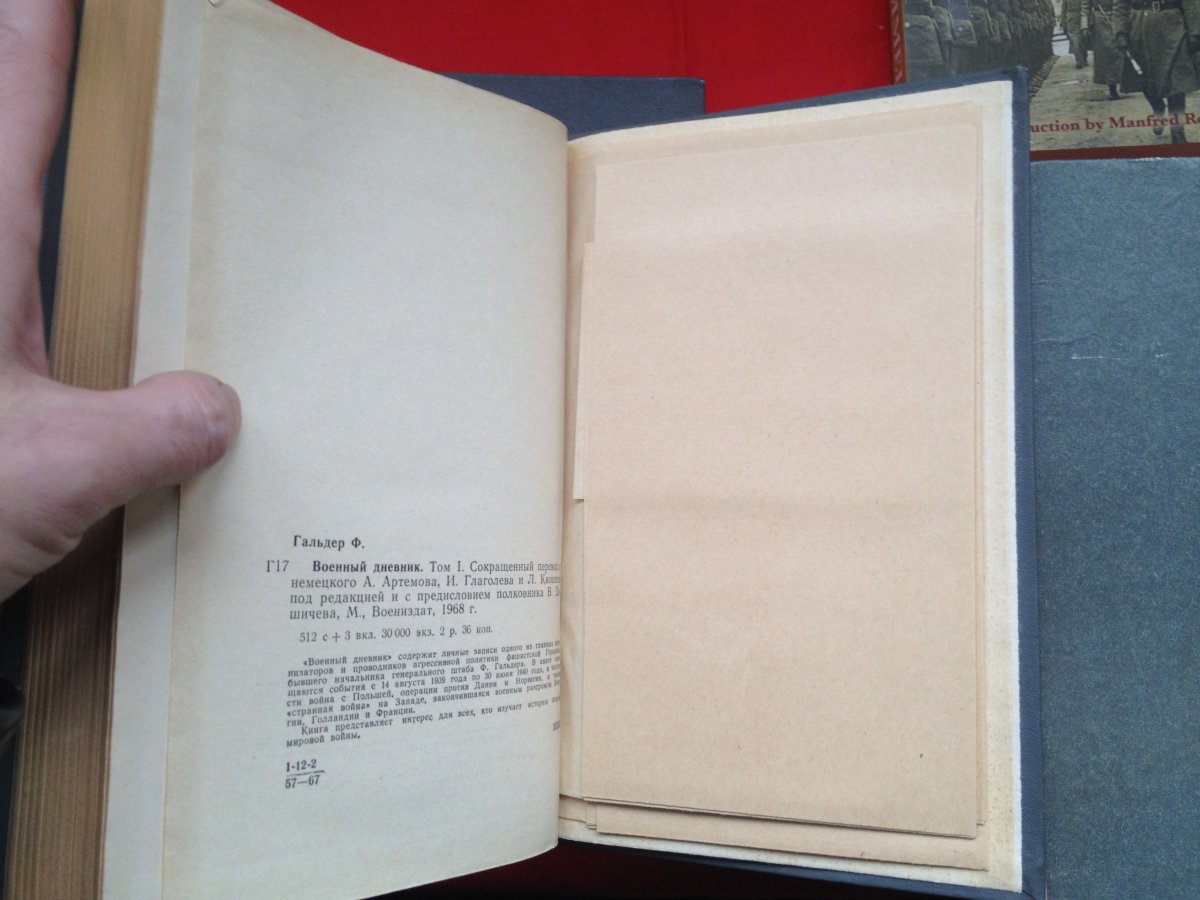 uction by Manfred R
Гальдер Ф.
Г17 Военный дневник. Том I. Сокращенный перевод
немецкого А. Артемова, И. Глаголева и Л.
под редакцией и с предисловием полковника В.
шичева, М., Воениздат, 1968 г.
512 с + 3 вкл. 30 000 экз. 2 р. 36 коп.
«Военный дневник» содержит личные записи одного из главных
низаторов и проводников агрессивной политики фашистской
бывшего начальника генерального штаба Ф. Гальдера. В книге
щаются события с 14 августа 1939 года по 30 июня 1940 года, в
сти война с Польшей, операции против Дании и Норвегии, а
«странная война» на Западе, закончившаяся военным разгромом
гии, Голландии и Франции.
Книга представляет интерес для всех, кто изучает историю
мировой войны.
1-12-2
57—67